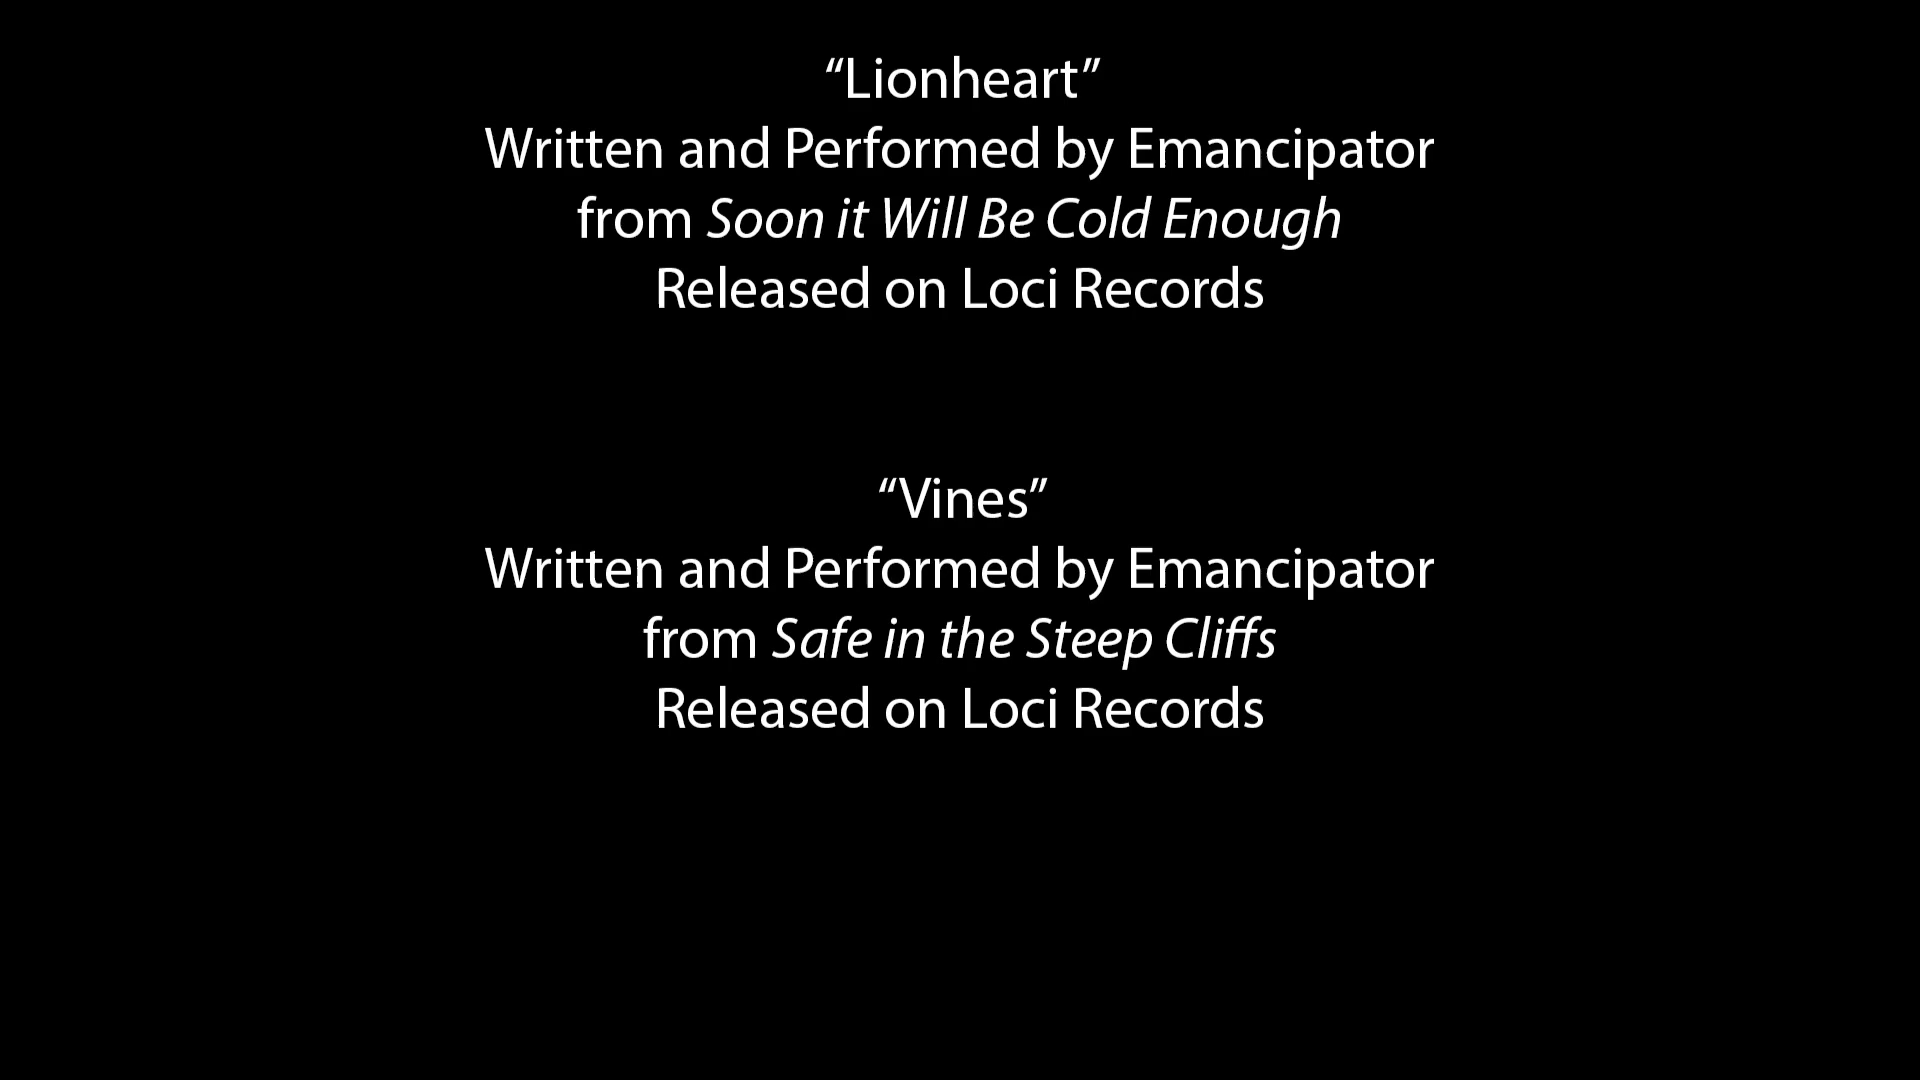 “Lionheart”
Written and Performed by Emancipator
from Soon it Will Be Cold Enough
Released on Loci Records
“Vines”
Written and Performed by Emancipator
from Safe in the Steep Cliffs
Released on Loci Records